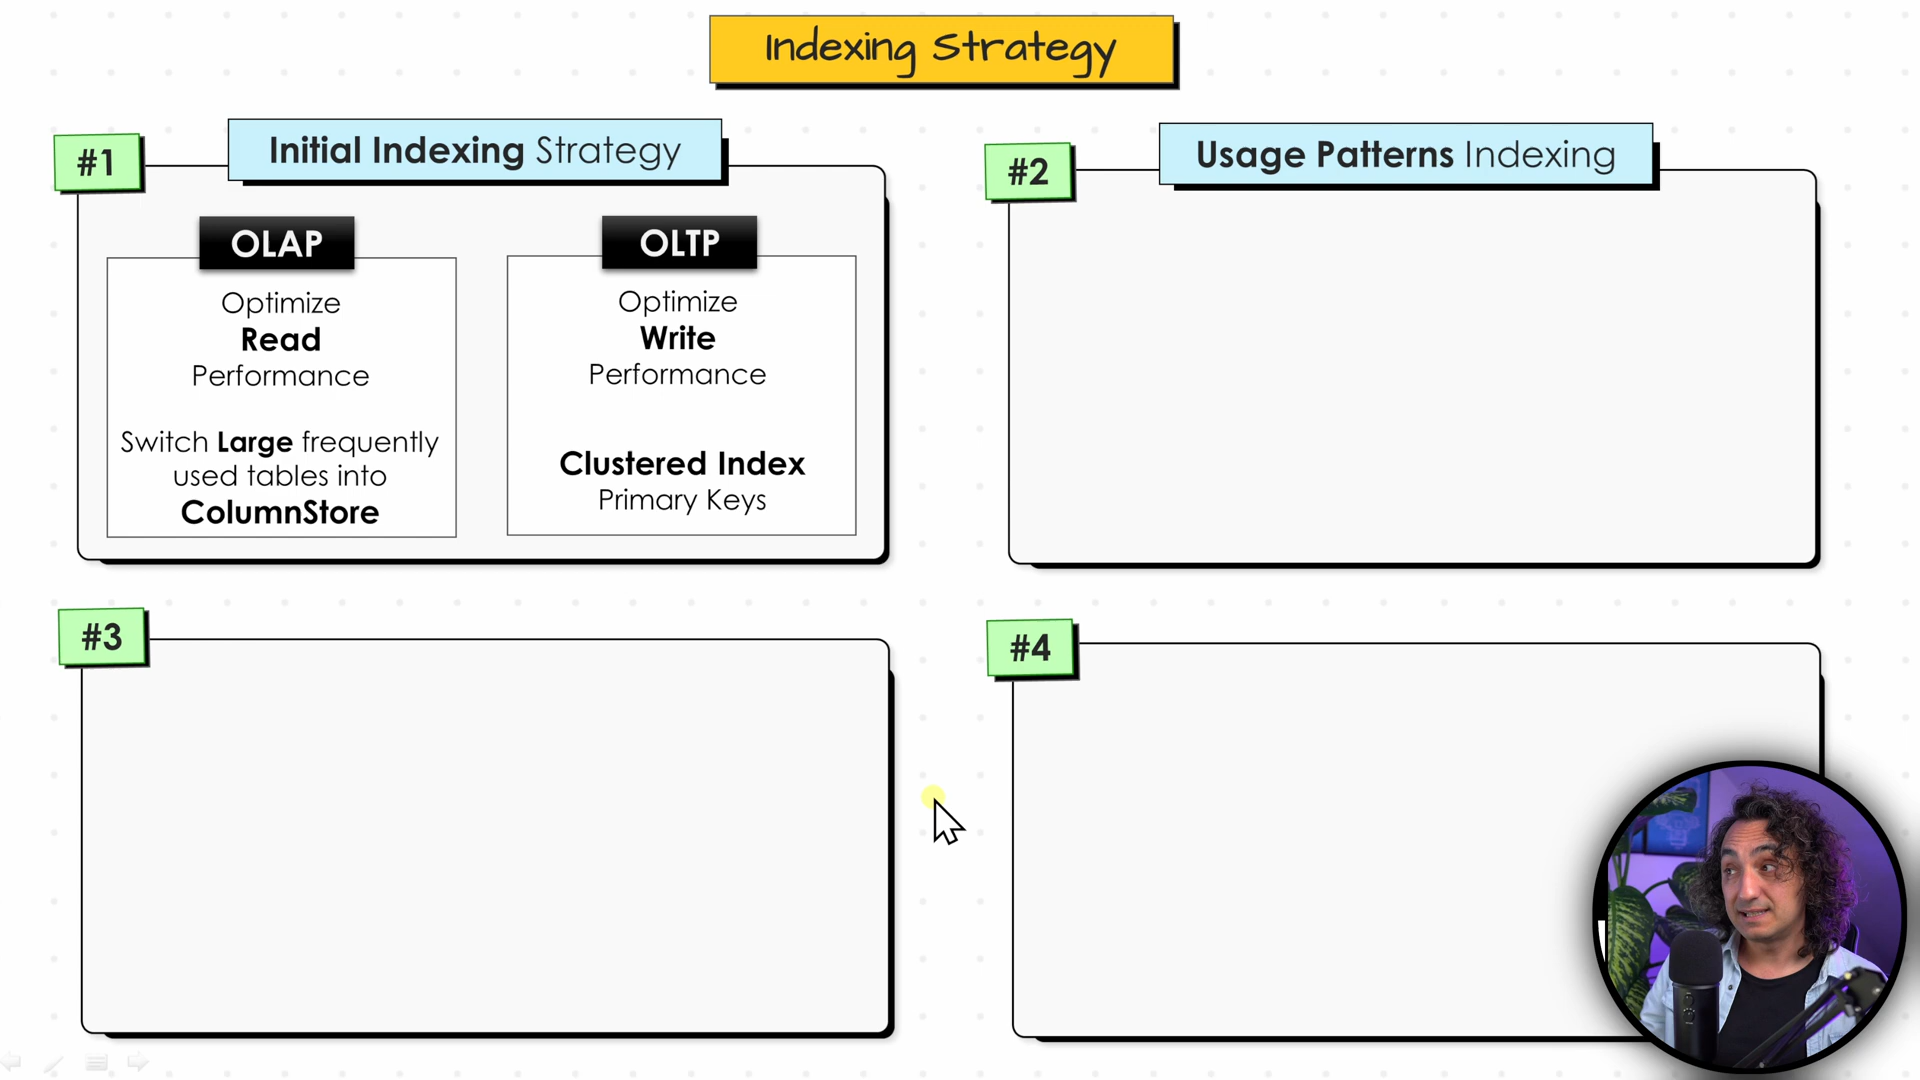 Indexing Strategy
#1
Initial Indexing Strategy
OLAP
Optimize
Read
Performance
Switch Large frequently
used tables into
ColumnStore
OLTP
Optimize
Write
Performance
Clustered Index
Primary Keys
#2
Usage Patterns Indexing
#3
#4